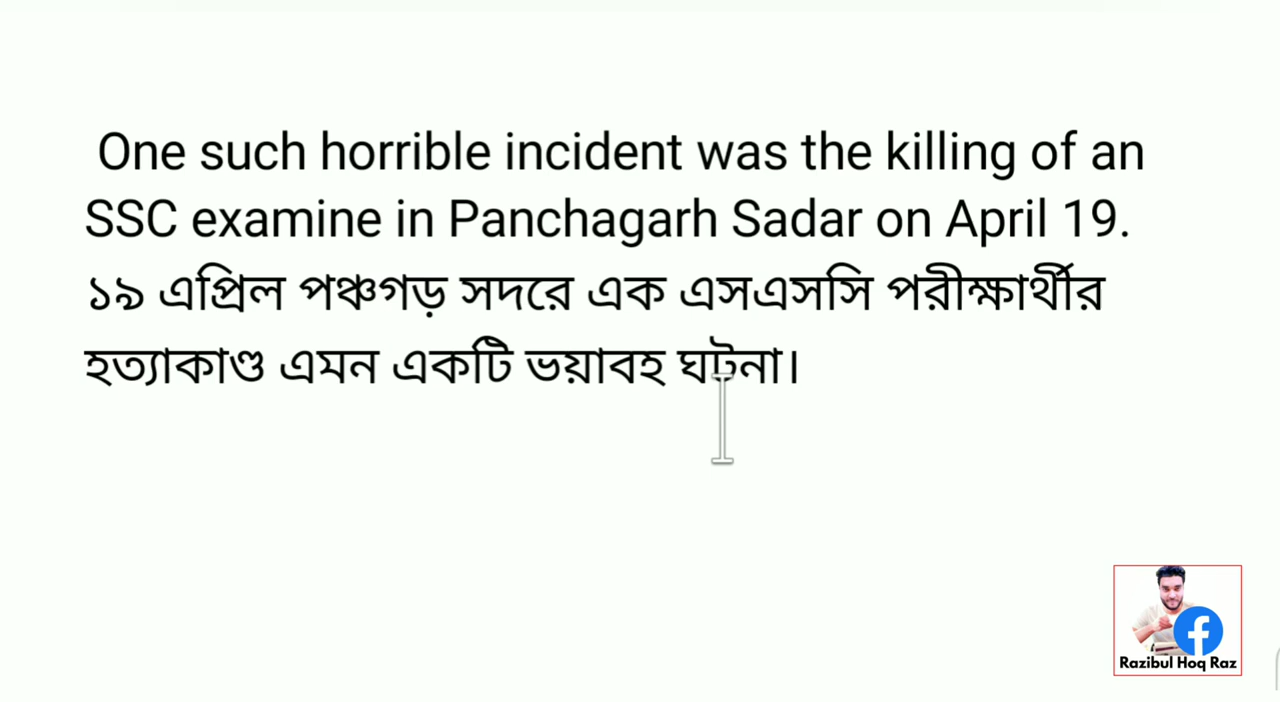 One such horrible incident was the killing of an
SSC examine in Panchagarh Sadar on April 19.
১৯ এপ্রিল পঞ্চগড় সদরে এক এসএসসি পরীক্ষার্থীর
হত্যাকাণ্ড এমন একটি ভয়াবহ ঘটনা।
Razibul Hoq Raz